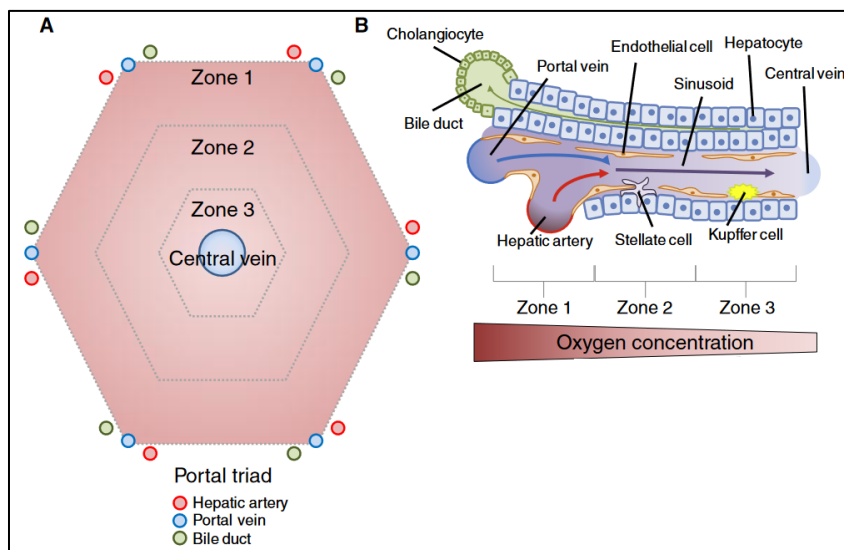 A
Zone 1
Zone 2
Zone 3
Central vein
Portal triad
Hepatic artery
Portal vein
Bile duct
B
Cholangiocyte
Portal vein
Endothelial cell
Hepatocyte
Sinusoid
Central vein
Bile duct
Hepatic artery
Stellate cell
Kupffer cell
Zone 1
Zone 2
Zone 3
Oxygen concentration